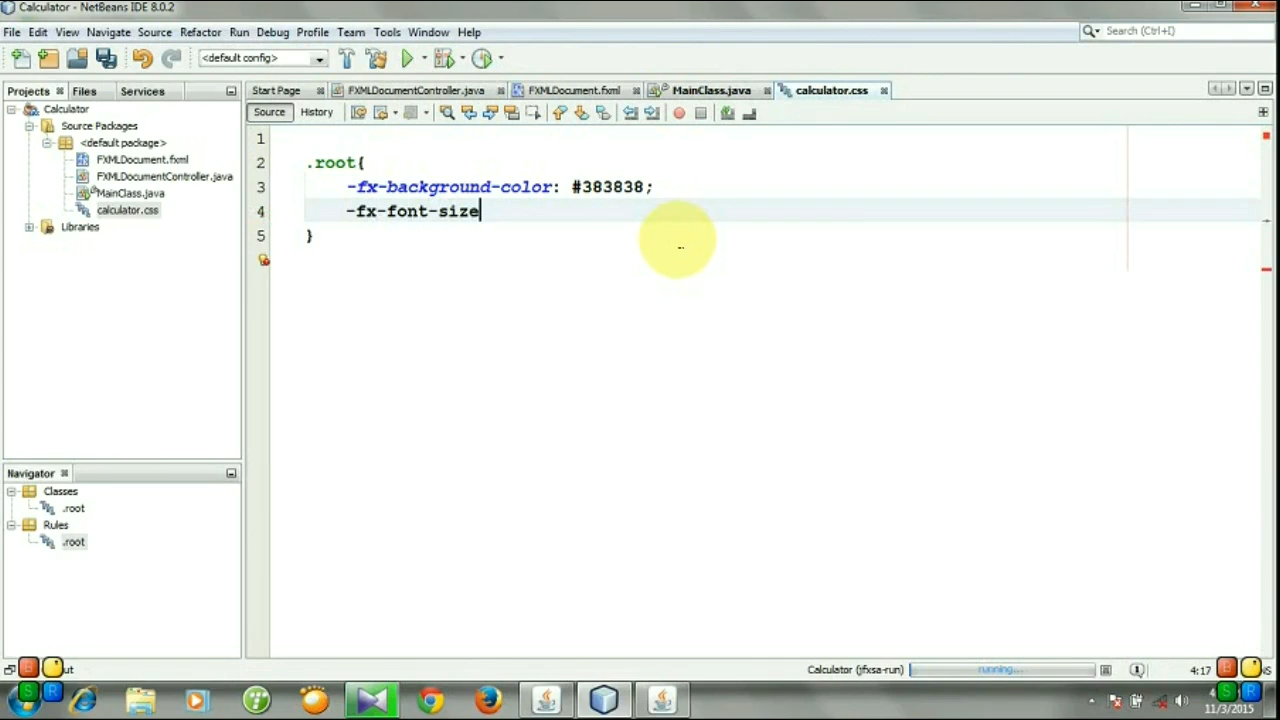 Calculator - NetBeans IDE 8.0.2
File Edit View Navigate Source Refactor Run Debug Profile Team Tools Window Help
Search (Ctrl+I)
<default config>
Projects Files Services
Start Page FXMLDocumentController.java FXMLDocument.fxml MainClass.java calculator.css
Source History
Calculator
Source Packages
<default package>
FXMLDocument.fxml
FXMLDocumentController.java
MainClass.java
calculator.css
Libraries
1
2 .root{
3 -fx-background-color: #383838;
4 -fx-font-size
5 }
Navigator
Classes
.root
Rules
.root
Calculator (jfxsa-run) running... 4:17
B
S R
B
S R
11/3/2015